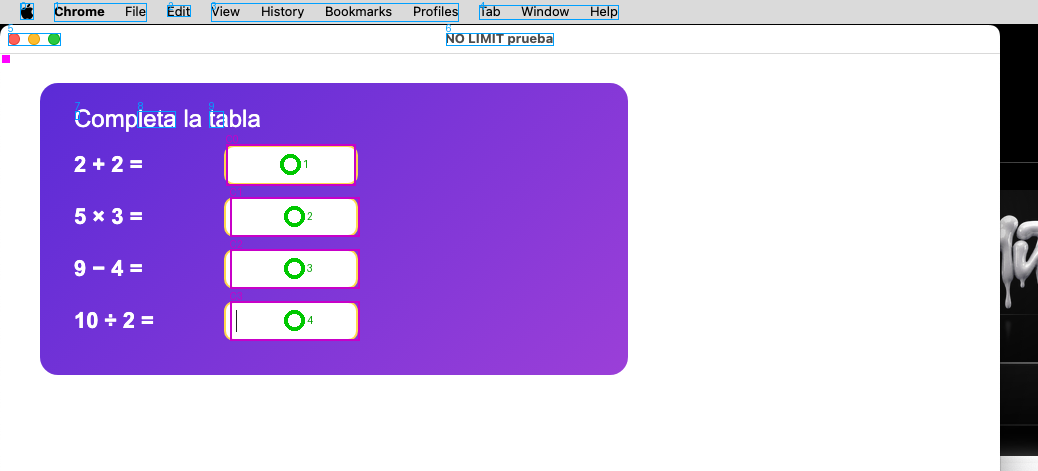 Chrome File Edit View History Bookmarks Profiles Tab Window Help
NO LIMIT prueba
Completa la tabla
2 + 2 = 1
5 × 3 = 2
9 − 4 = 3
10 ÷ 2 = 4